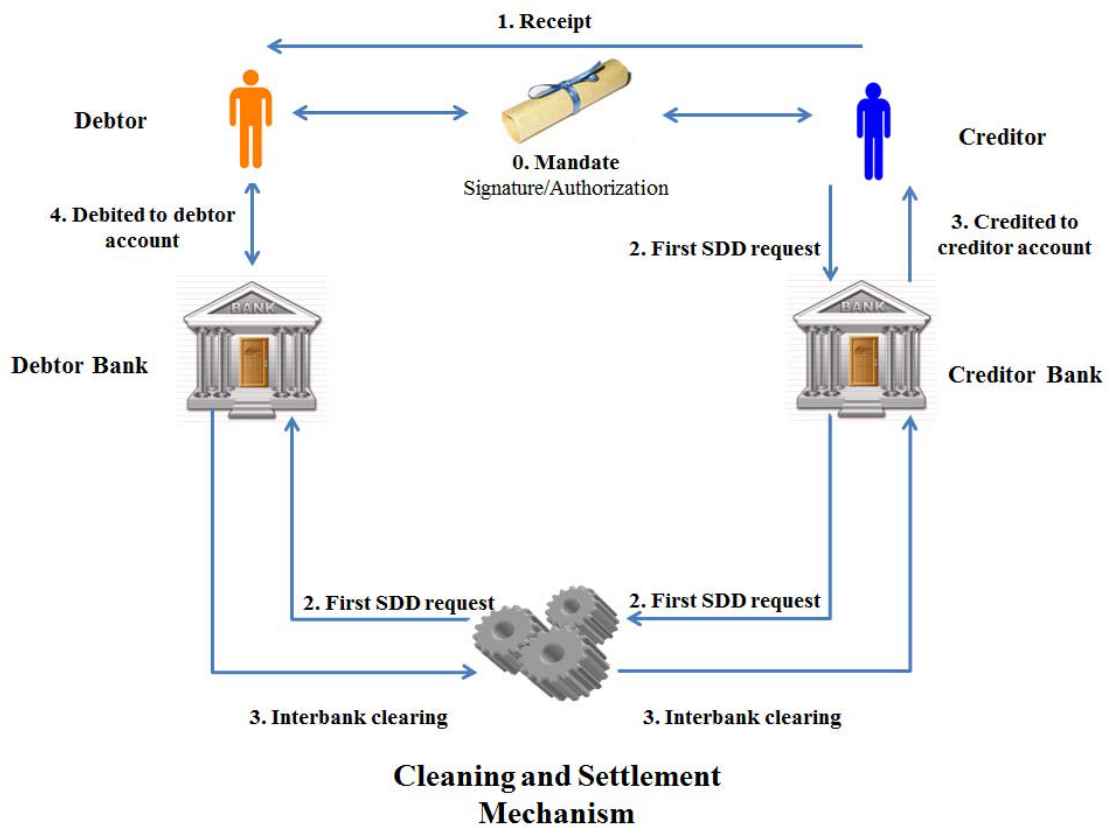 1. Receipt
Debtor
Creditor
0. Mandate
Signature/Authorization
4. Debited to debtor
account
2. First SDD request
3. Credited to
creditor account
BANK
BANK
Debtor Bank
Creditor Bank
2. First SDD request
2. First SDD request
3. Interbank clearing
3. Interbank clearing
Cleaning and Settlement
Mechanism